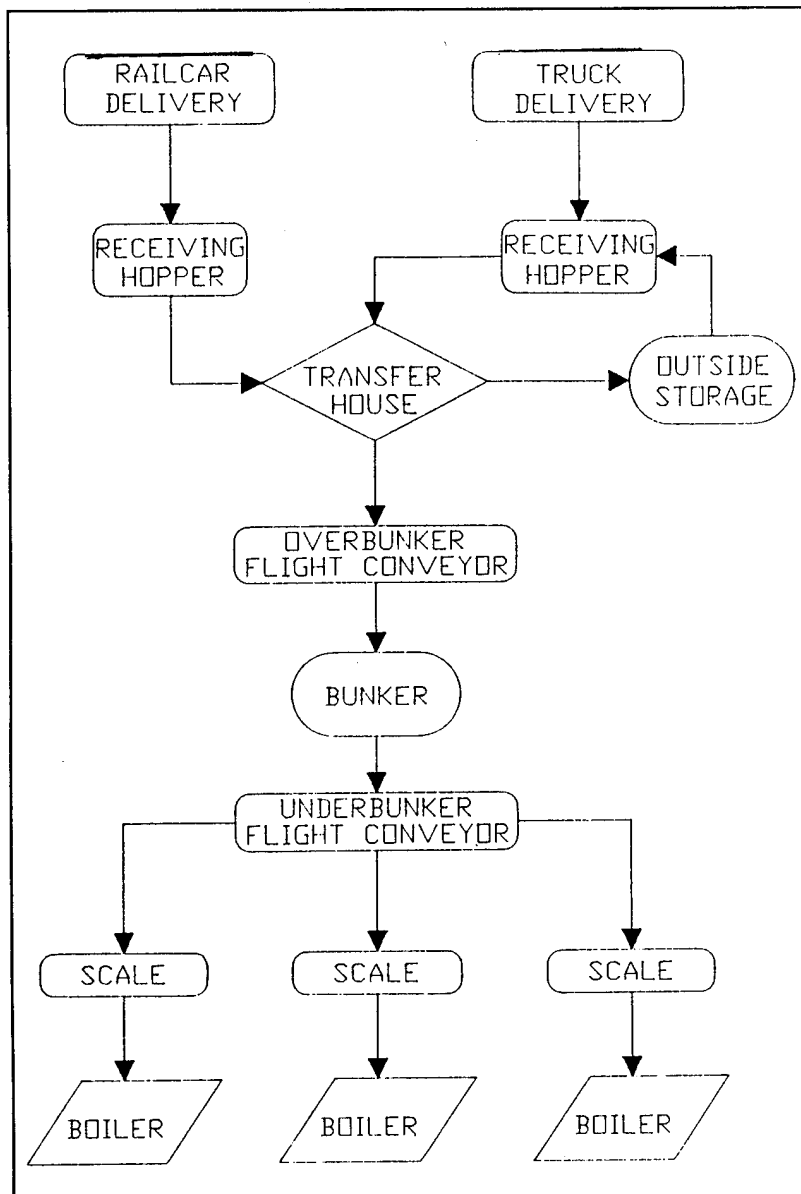 RAILCAR
DELIVERY
TRUCK
DELIVERY
RECEIVING
HOPPER
RECEIVING
HOPPER
TRANSFER
HOUSE
OUTSIDE
STORAGE
OVERBUNKER
FLIGHT CONVEYOR
BUNKER
UNDERBUNKER
FLIGHT CONVEYOR
SCALE
SCALE
SCALE
BOILER
BOILER
BOILER